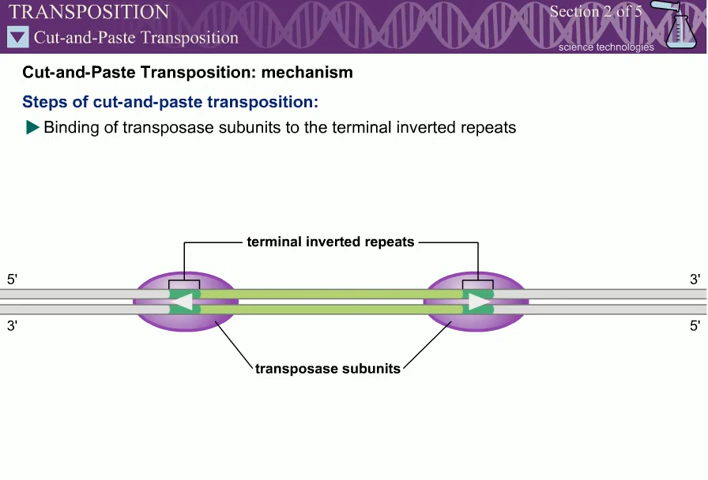 TRANSPOSITION
Section 2 of 5
Cut-and-Paste Transposition
science technologies
Cut-and-Paste Transposition: mechanism
Steps of cut-and-paste transposition:
Binding of transposase subunits to the terminal inverted repeats
terminal inverted repeats
5'
3'
3'
5'
transposase subunits